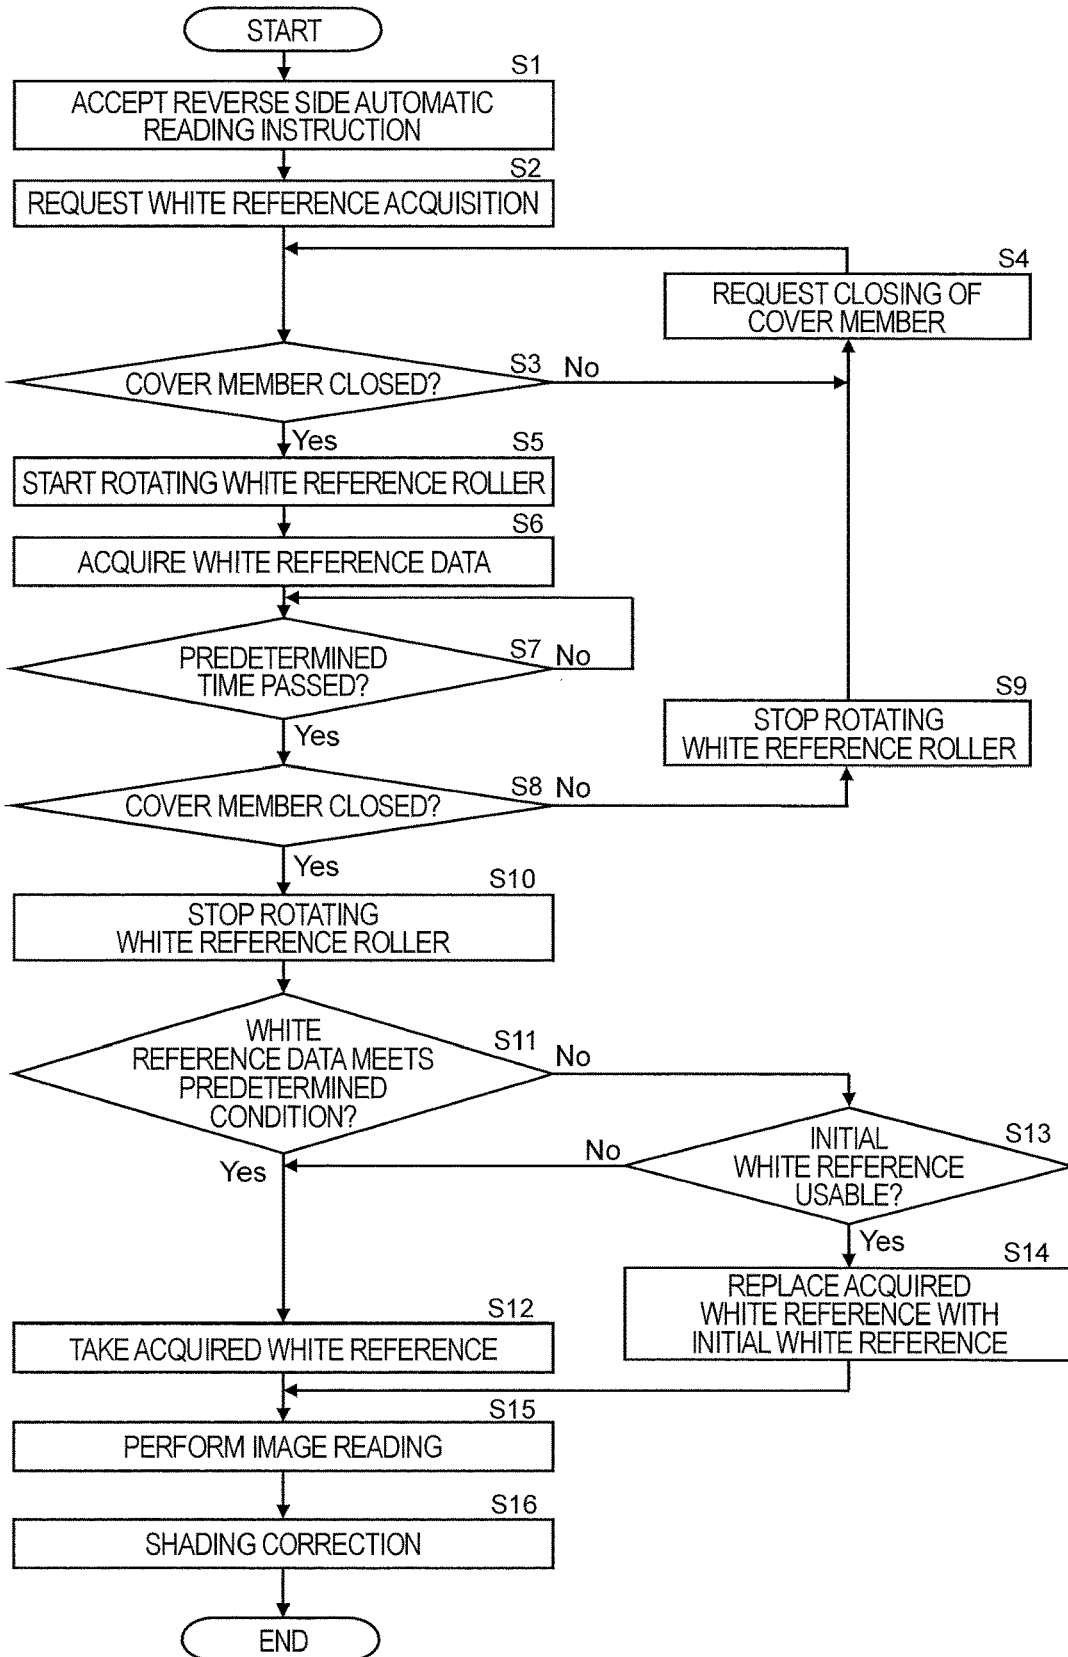 START
S1
ACCEPT REVERSE SIDE AUTOMATIC
READING INSTRUCTION
S2
REQUEST WHITE REFERENCE ACQUISITION
S4
REQUEST CLOSING OF
COVER MEMBER
COVER MEMBER CLOSED?
S3
No
Yes
S5
START ROTATING WHITE REFERENCE ROLLER
S6
ACQUIRE WHITE REFERENCE DATA
PREDETERMINED
TIME PASSED?
S7
No
Yes
S9
STOP ROTATING
WHITE REFERENCE ROLLER
COVER MEMBER CLOSED?
S8
No
Yes
S10
STOP ROTATING
WHITE REFERENCE ROLLER
WHITE
REFERENCE DATA MEETS
PREDETERMINED
CONDITION?
S11
No
Yes
INITIAL
WHITE REFERENCE
USABLE?
S13
No
Yes
S14
REPLACE ACQUIRED
WHITE REFERENCE WITH
INITIAL WHITE REFERENCE
S12
TAKE ACQUIRED WHITE REFERENCE
S15
PERFORM IMAGE READING
S16
SHADING CORRECTION
END